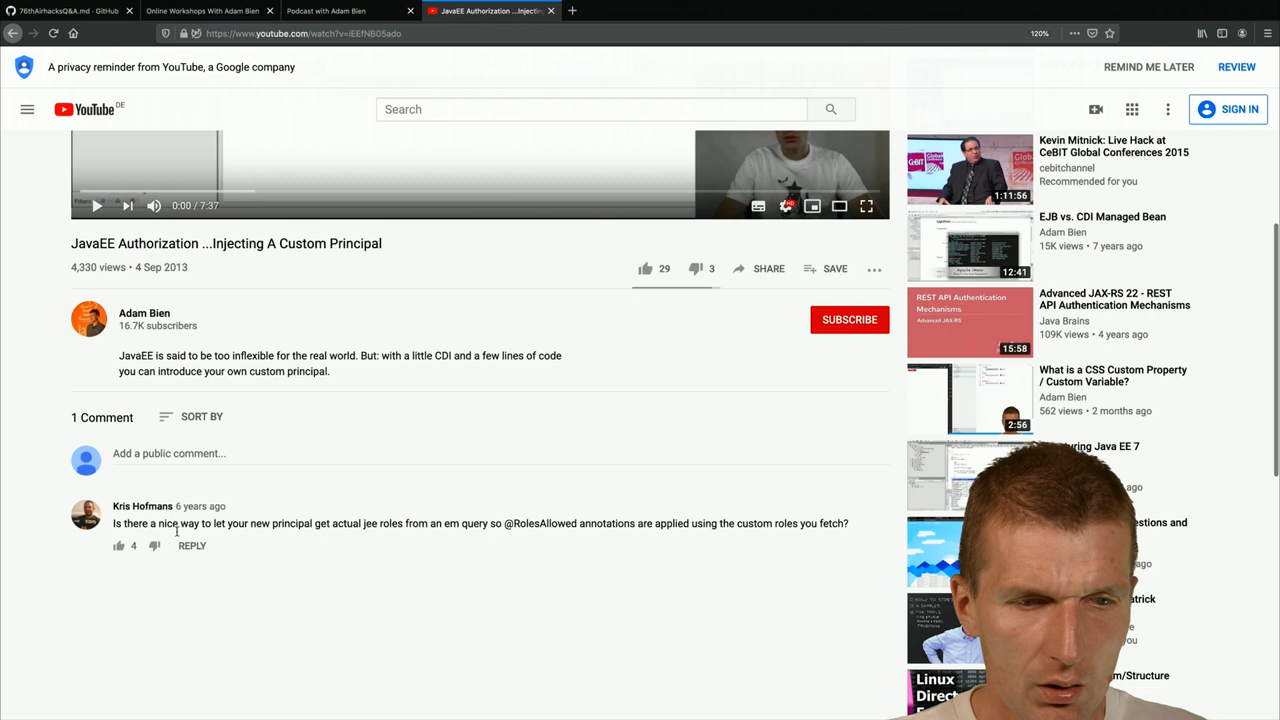 76thAirhacksQ&A.md · GitHub
Online Workshops With Adam Bien
Podcast with Adam Bien
JavaEE Authorization ...Injectin
https://www.youtube.com/watch?v=iEEfNB05ado
120%
A privacy reminder from YouTube, a Google company
REMIND ME LATER
REVIEW
YouTube DE
Search
SIGN IN
0:00 / 7:37
HD
JavaEE Authorization ...Injecting A Custom Principal
4,330 views • 4 Sep 2013
29
3
SHARE
SAVE
Adam Bien
16.7K subscribers
SUBSCRIBE
JavaEE is said to be too inflexible for the real world. But: with a little CDI and a few lines of code
you can introduce your own custom principal.
1 Comment
SORT BY
Add a public comment...
Kris Hofmans 6 years ago
Is there a nice way to let your new principal get actual jee roles from an em query so @RolesAllowed annotations are applied using the custom roles you fetch?
4
REPLY
Kevin Mitnick: Live Hack at
CeBIT Global Conferences 2015
cebitchannel
Recommended for you
1:11:56
EJB vs. CDI Managed Bean
Adam Bien
15K views • 7 years ago
12:41
REST API Authentication
Mechanisms
Advanced JAX-RS
15:58
Advanced JAX-RS 22 - REST
API Authentication Mechanisms
Java Brains
109K views • 4 years ago
What is a CSS Custom Property
/ Custom Variable?
Adam Bien
562 views • 2 months ago
2:56
uring Java EE 7
ago
estions and
ago
atrick
Linux
Direc
m/Structure